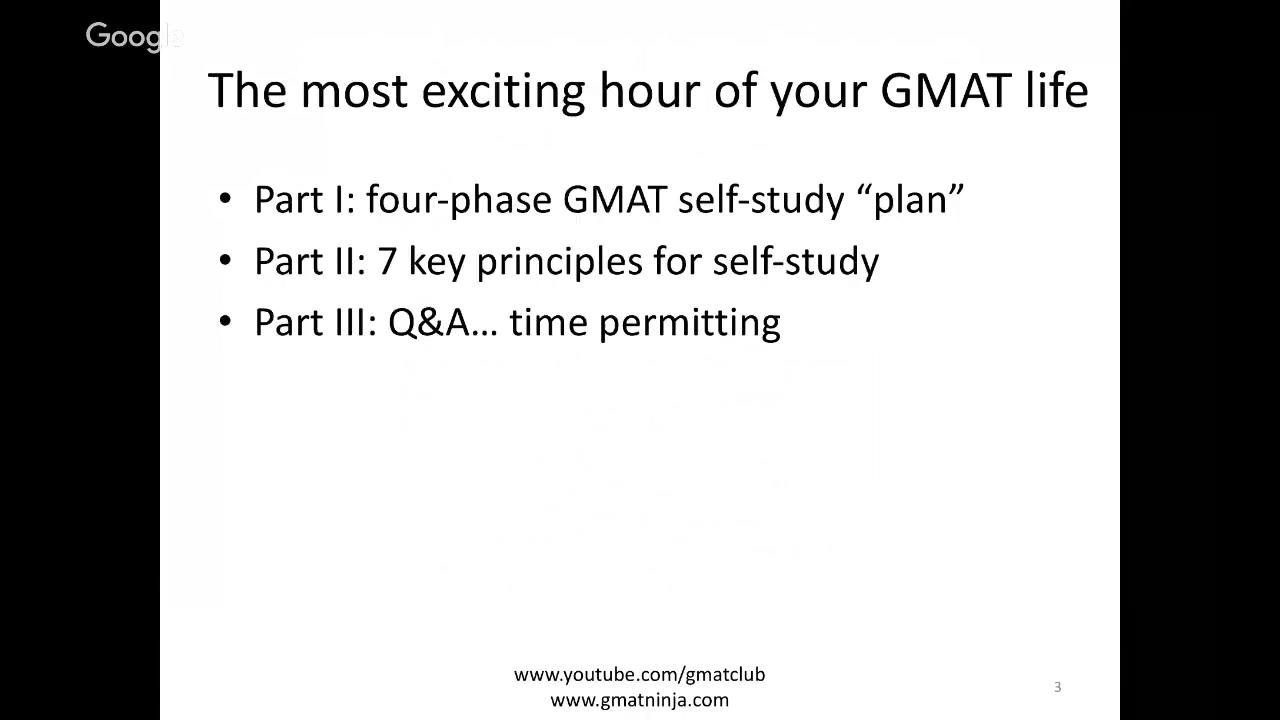 Google
The most exciting hour of your GMAT life
• Part I: four-phase GMAT self-study “plan”
• Part II: 7 key principles for self-study
• Part III: Q&A… time permitting
www.youtube.com/gmatclub
www.gmatninja.com
3